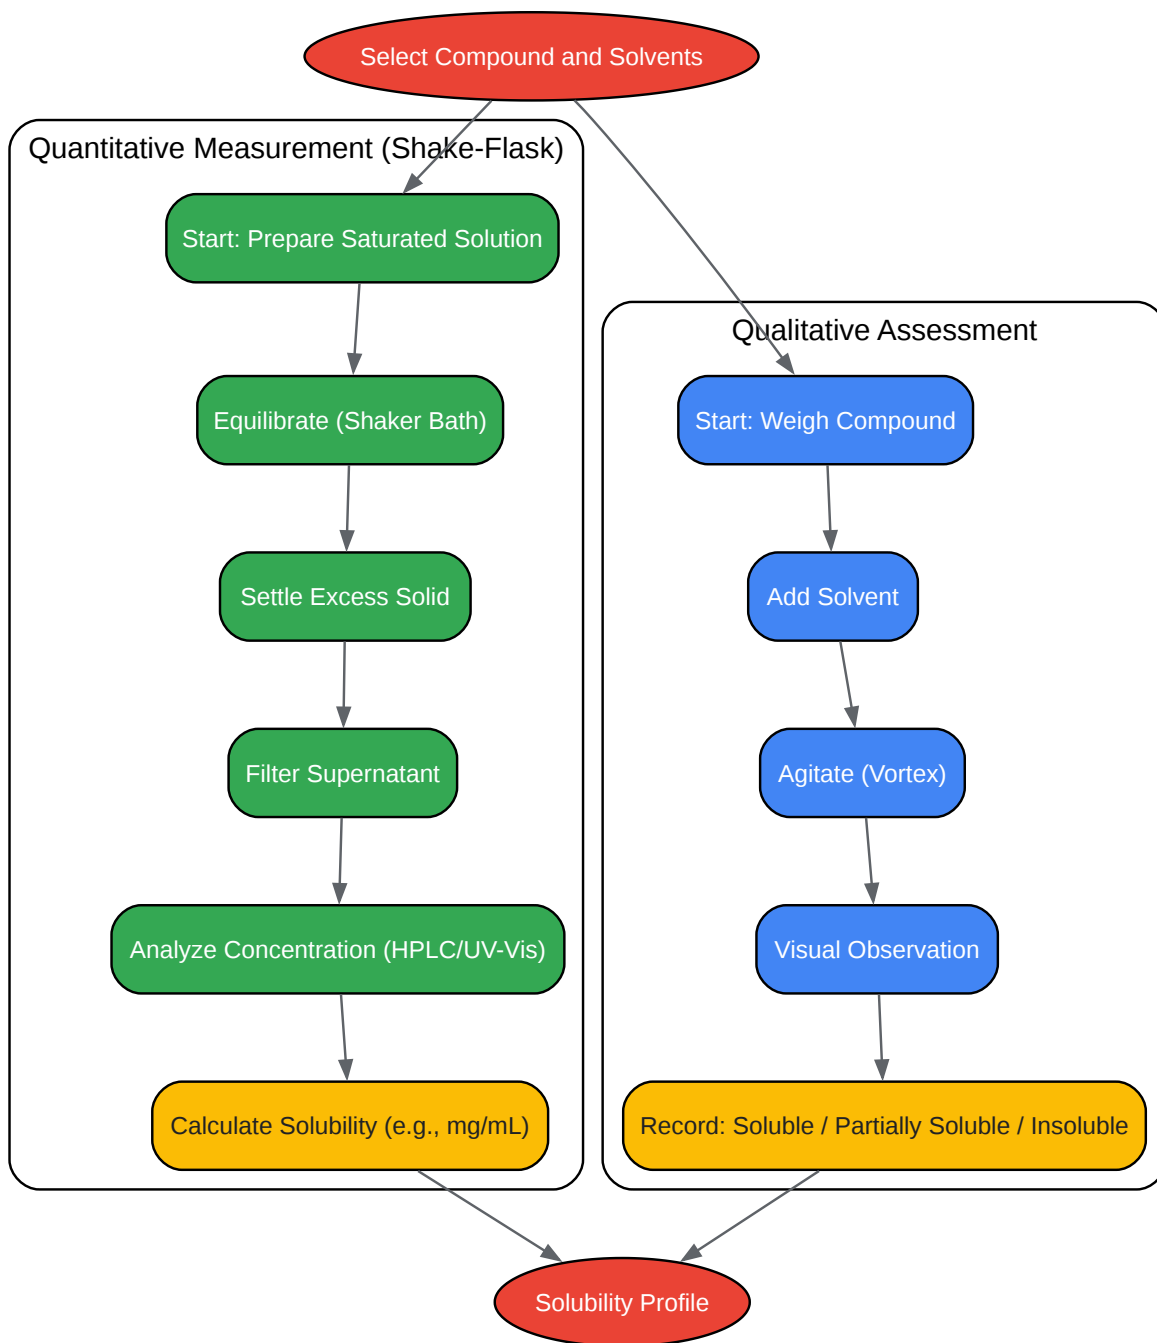 Select Compound and Solvents
Quantitative Measurement (Shake-Flask)
Start: Prepare Saturated Solution
Equilibrate (Shaker Bath)
Settle Excess Solid
Filter Supernatant
Analyze Concentration (HPLC/UV-Vis)
Calculate Solubility (e.g., mg/mL)
Qualitative Assessment
Start: Weigh Compound
Add Solvent
Agitate (Vortex)
Visual Observation
Record: Soluble / Partially Soluble / Insoluble
Solubility Profile